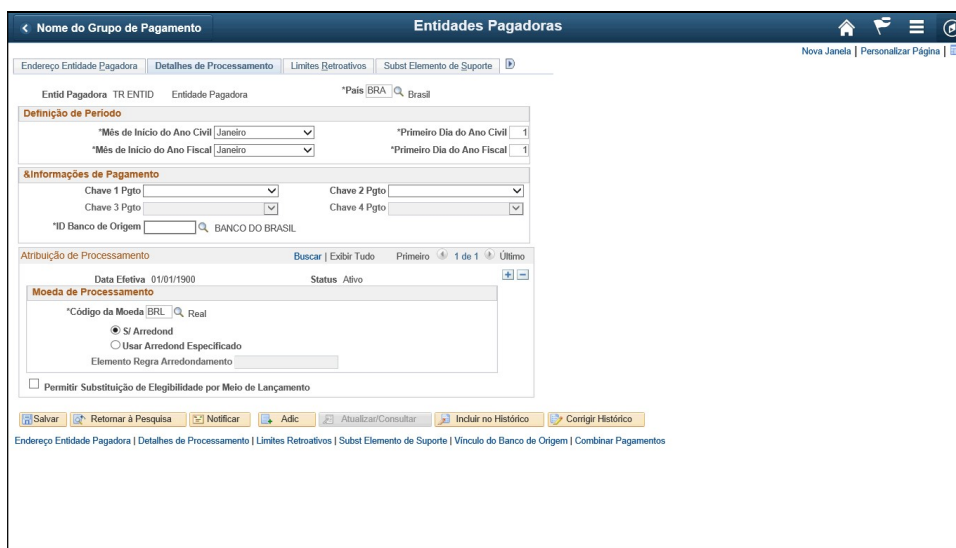 Nome do Grupo de Pagamento Entidades Pagadoras
Nova Janela | Personalizar Página |
Endereço Entidade Pagadora Detalhes de Processamento Limites Retroativos Subst Elemento de Suporte
Entid Pagadora TR ENTID Entidade Pagadora *País BRA Brasil
Definição de Período
*Mês de Início do Ano Civil Janeiro *Primeiro Dia do Ano Civil 1
*Mês de Início do Ano Fiscal Janeiro *Primeiro Dia do Ano Fiscal 1
&Informações de Pagamento
Chave 1 Pgto Chave 2 Pgto
Chave 3 Pgto Chave 4 Pgto
*ID Banco de Origem BANCO DO BRASIL
Atribuição de Processamento Buscar | Exibir Tudo Primeiro 1 de 1 Último
Data Efetiva 01/01/1900 Status Ativo
Moeda de Processamento
*Código da Moeda BRL Real
S/ Arredond
Usar Arredond Especificado
Elemento Regra Arredondamento
Permitir Substituição de Elegibilidade por Meio de Lançamento
Salvar Retornar à Pesquisa Notificar Adic Atualizar/Consultar Incluir no Histórico Corrigir Histórico
Endereço Entidade Pagadora | Detalhes de Processamento | Limites Retroativos | Subst Elemento de Suporte | Vínculo do Banco de Origem | Combinar Pagamentos